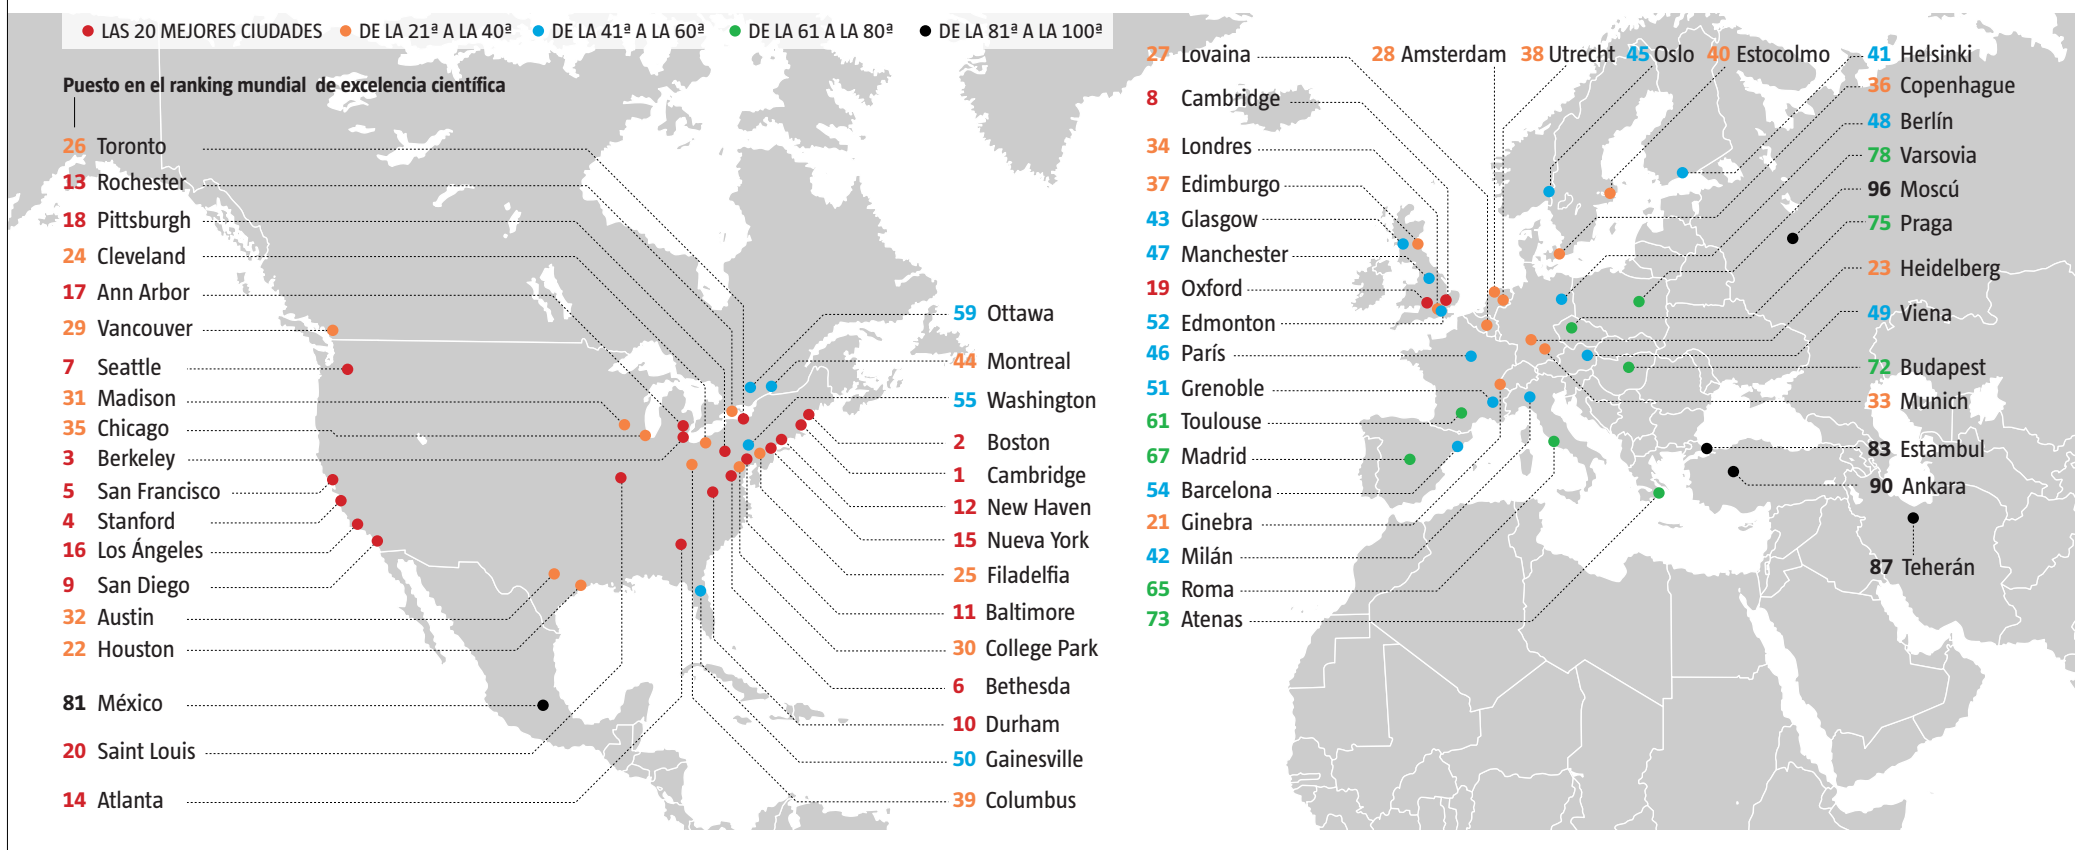 LAS 20 MEJORES CIUDADES
DE LA 21ª A LA 40ª
DE LA 41ª A LA 60ª
DE LA 61 A LA 80ª
DE LA 81ª A LA 100ª
Puesto en el ranking mundial de excelencia científica
26 Toronto
13 Rochester
18 Pittsburgh
24 Cleveland
17 Ann Arbor
29 Vancouver
7 Seattle
31 Madison
35 Chicago
3 Berkeley
5 San Francisco
4 Stanford
16 Los Ángeles
9 San Diego
32 Austin
22 Houston
81 México
20 Saint Louis
14 Atlanta
59 Ottawa
44 Montreal
55 Washington
2 Boston
1 Cambridge
12 New Haven
15 Nueva York
25 Filadelfia
11 Baltimore
30 College Park
6 Bethesda
10 Durham
50 Gainesville
39 Columbus
27 Lovaina
8 Cambridge
34 Londres
37 Edimburgo
43 Glasgow
47 Manchester
19 Oxford
52 Edmonton
46 París
51 Grenoble
61 Toulouse
67 Madrid
54 Barcelona
21 Ginebra
42 Milán
65 Roma
73 Atenas
28 Amsterdam
38 Utrecht
45 Oslo
40 Estocolmo
41 Helsinki
36 Copenhague
48 Berlín
78 Varsovia
96 Moscú
75 Praga
23 Heidelberg
49 Viena
72 Budapest
33 Munich
83 Estambul
90 Ankara
87 Teherán